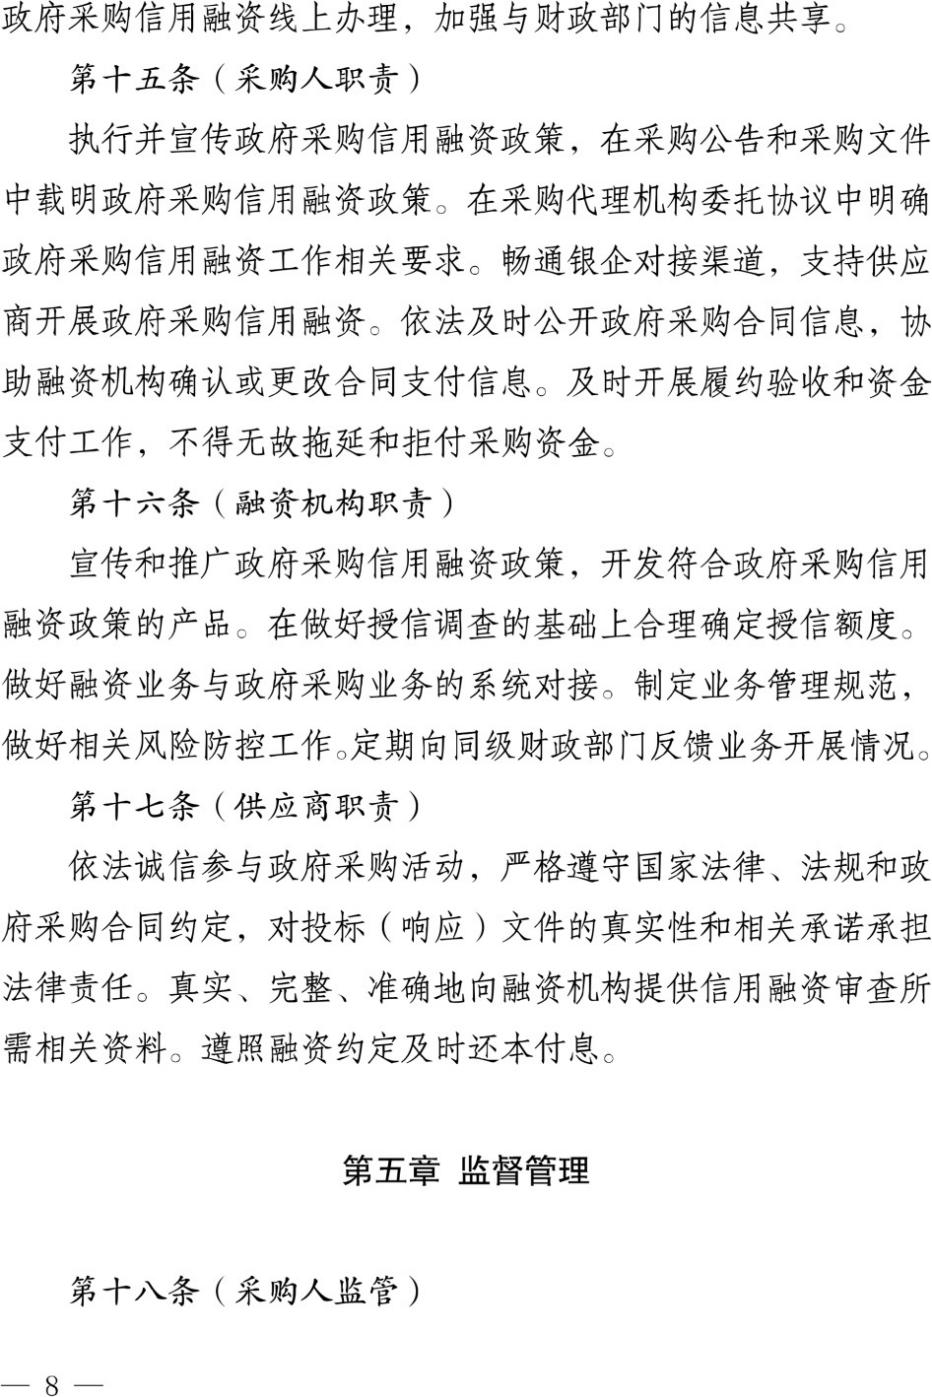 政府采购信用融资线上办理，加强与财政部门的信息共享。
第十五条（采购人职责）
执行并宣传政府采购信用融资政策，在采购公告和采购文件
中载明政府采购信用融资政策。在采购代理机构委托协议中明确
政府采购信用融资工作相关要求。畅通银企对接渠道，支持供应
商开展政府采购信用融资。依法及时公开政府采购合同信息，协
助融资机构确认或更改合同支付信息。及时开展履约验收和资金
支付工作，不得无故拖延和拒付采购资金。
第十六条（融资机构职责）
宣传和推广政府采购信用融资政策，开发符合政府采购信用
融资政策的产品。在做好授信调查的基础上合理确定授信额度。
做好融资业务与政府采购业务的系统对接。制定业务管理规范，
做好相关风险防控工作。定期向同级财政部门反馈业务开展情况。
第十七条（供应商职责）
依法诚信参与政府采购活动，严格遵守国家法律、法规和政
府采购合同约定，对投标（响应）文件的真实性和相关承诺承担
法律责任。真实、完整、准确地向融资机构提供信用融资审查所
需相关资料。遵照融资约定及时还本付息。
第五章 监督管理
第十八条（采购人监管）
— 8 —